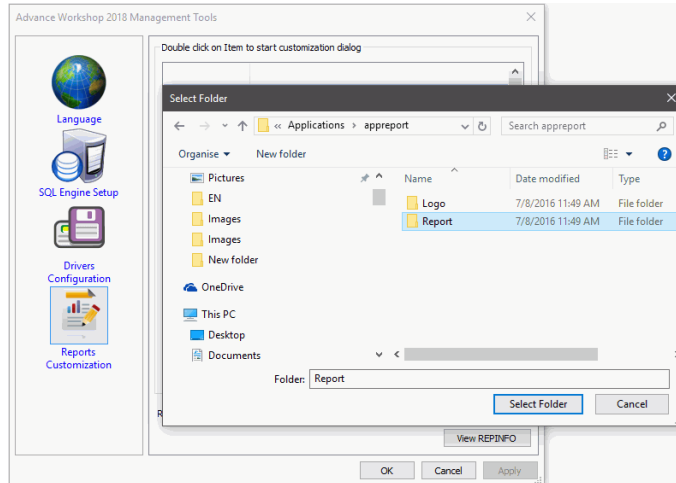 Advance Workshop 2018 Management Tools
Double click on Item to start customization dialog
Language
SQL Engine Setup
Drivers
Configuration
Reports
Customization
Select Folder
« Applications > appreport
Search appreport
Organise
New folder
Pictures
EN
Images
Images
New folder
OneDrive
This PC
Desktop
Documents
Name Date modified Type
Logo 7/8/2016 11:49 AM File folder
Report 7/8/2016 11:49 AM File folder
Folder: Report
Select Folder Cancel
R
View REPINFO
OK Cancel Apply